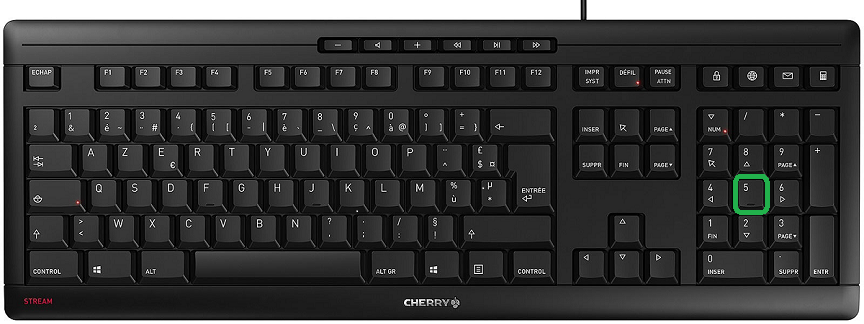 ECHAP F1 F2 F3 F4 F5 F6 F7 F8 F9 F10 F11 F12 IMPR SYST DÉFIL PAUSE ATTN
² 1 & 2 é ~ 3 " # 4 ' { 5 ( [ 6 - | 7 è ` 8 _ \ 9 ç ^ 0 à @ ° ) ] + = } INSER PAGE NUM / * -
A Z E € R T Y U I O P ¨ ^ £ $ ¤ ENTRÉE SUPPR FIN PAGE 7 8 9 PAGE +
Q S D F G H J K L M % ù µ * 4 5 6
> < W X C V B N ? , . ; / : § ! 1 FIN 2 3 PAGE
CONTROL ALT ALT GR CONTROL 0 INSER . SUPPR ENTR
STREAM CHERRY